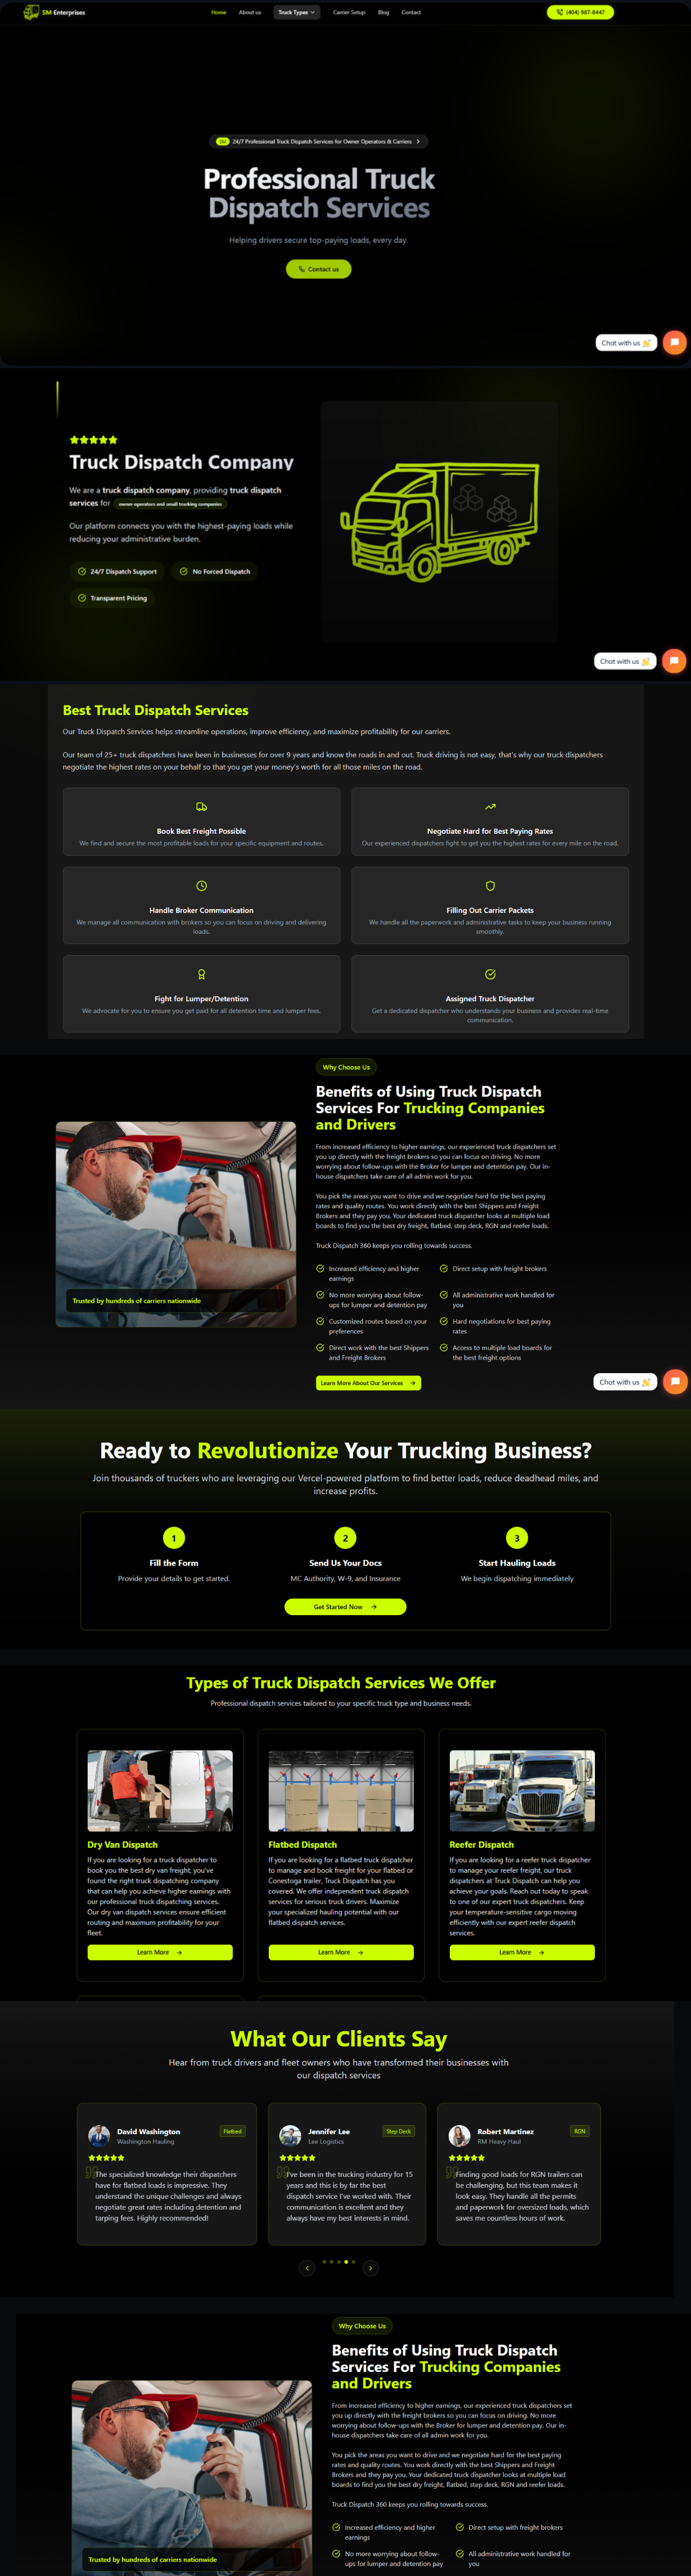 SM Enterprises
Home About us Truck Types Carrier Setup Blog Contact
(404) 987-8447
24/7 Professional Truck Dispatch Services for Owner Operators & Carriers
Professional Truck
Dispatch Services
Helping drivers secure top-paying loads, every day.
Contact us
Chat with us 👋
Truck Dispatch Company
We are a truck dispatch company, providing truck dispatch
services for owner-operators and small trucking companies
Our platform connects you with the highest-paying loads while
reducing your administrative burden.
24/7 Dispatch Support No Forced Dispatch
Transparent Pricing
Chat with us 👋
Best Truck Dispatch Services
Our Truck Dispatch Services helps streamline operations, improve efficiency, and maximize profitability for our carriers.
Our team of 25+ truck dispatchers have been in businesses for over 9 years and know the roads in and out. Truck driving is not easy, that's why our truck dispatchers
negotiate the highest rates on your behalf so that you get your money's worth for all those miles on the road.
Book Best Freight Possible
We find and secure the most profitable loads for your specific equipment and routes.
Negotiate Hard for Best Paying Rates
Our experienced dispatchers fight to get you the highest rates for every mile on the road.
Handle Broker Communication
We manage all communication with brokers so you can focus on driving and delivering
loads.
Filling Out Carrier Packets
We handle all the paperwork and administrative tasks to keep your business running
smoothly.
Fight for Lumper/Detention
We advocate for you to ensure you get paid for all detention time and lumper fees.
Assigned Truck Dispatcher
Get a dedicated dispatcher who understands your business and provides real-time
communication.
Why Choose Us
Benefits of Using Truck Dispatch
Services For Trucking Companies
and Drivers
From increased efficiency to higher earnings, our experienced truck dispatchers set
you up directly with the freight brokers so you can focus on driving. No more
worrying about follow-ups with the Broker for lumper and detention pay. Our in-
house dispatchers take care of all admin work for you.
You pick the areas you want to drive and we negotiate hard for the best paying
rates and quality routes. You work directly with the best Shippers and Freight
Brokers and they pay you. Your dedicated truck dispatcher looks at multiple load
boards to find you the best dry freight, flatbed, step deck, RGN and reefer loads.
Truck Dispatch 360 keeps you rolling towards success.
Trusted by hundreds of carriers nationwide
Increased efficiency and higher
earnings
Direct setup with freight brokers
No more worrying about follow-
ups for lumper and detention pay
All administrative work handled for
you
Customized routes based on your
preferences
Hard negotiations for best paying
rates
Direct work with the best Shippers
and Freight Brokers
Access to multiple load boards for
the best freight options
Learn More About Our Services
Chat with us 👋
Ready to Revolutionize Your Trucking Business?
Join thousands of truckers who are leveraging our Vercel-powered platform to find better loads, reduce deadhead miles, and
increase profits.
1
Fill the Form
Provide your details to get started.
2
Send Us Your Docs
MC Authority, W-9, and Insurance
3
Start Hauling Loads
We begin dispatching immediately
Get Started Now
Types of Truck Dispatch Services We Offer
Professional dispatch services tailored to your specific truck type and business needs.
Dry Van Dispatch
If you are looking for a truck dispatcher to
book you the best dry van freight, you've
found the right truck dispatching company
that can help you achieve higher earnings with
our professional dispatching services.
Our dry van dispatch services ensure efficient
routing and maximum profitability for your
fleet.
Learn More
Flatbed Dispatch
If you are looking for a flatbed truck dispatcher
to manage and book freight for your flatbed or
Conestoga trailer, Truck Dispatch has you
covered. We offer independent truck dispatch
services for serious truck drivers. Maximize
your specialized hauling potential with our
flatbed dispatch services.
Learn More
Reefer Dispatch
If you are looking for a reefer truck dispatcher
to manage your reefer freight, our truck
dispatchers at Truck Dispatch can help you
achieve your goals. Reach out today to speak
to one of our expert truck dispatchers. Keep
your temperature-sensitive cargo moving
efficiently with our expert reefer dispatch
services.
Learn More
What Our Clients Say
Hear from truck drivers and fleet owners who have transformed their businesses with
our dispatch services
David Washington
Washington Hauling
Flatbed
The specialized knowledge their dispatchers
have for flatbed loads is impressive. They
understand the unique challenges and always
negotiate great rates including detention and
tarping fees. Highly recommended!
Jennifer Lee
Lee Logistics
Step Deck
I've been in the trucking industry for 15
years and this is by far the best
dispatch service I've worked with. Their
communication is excellent and they
always have my best interests in mind.
Robert Martinez
RM Heavy Haul
RGN
Finding good loads for RGN trailers can
be challenging, but this team makes it
look easy. They handle all the permits
and paperwork for oversized loads, which
saves me countless hours of work.
Why Choose Us
Benefits of Using Truck Dispatch
Services For Trucking Companies
and Drivers
From increased efficiency to higher earnings, our experienced truck dispatchers set
you up directly with the freight brokers so you can focus on driving. No more
worrying about follow-ups with the Broker for lumper and detention pay. Our in-
house dispatchers take care of all admin work for you.
You pick the areas you want to drive and we negotiate hard for the best paying
rates and quality routes. You work directly with the best Shippers and Freight
Brokers and they pay you. Your dedicated truck dispatcher looks at multiple load
boards to find you the best dry freight, flatbed, step deck, RGN and reefer loads.
Truck Dispatch 360 keeps you rolling towards success.
Trusted by hundreds of carriers nationwide
Increased efficiency and higher
earnings
Direct setup with freight brokers
No more worrying about follow-
ups for lumper and detention pay
All administrative work handled for
you